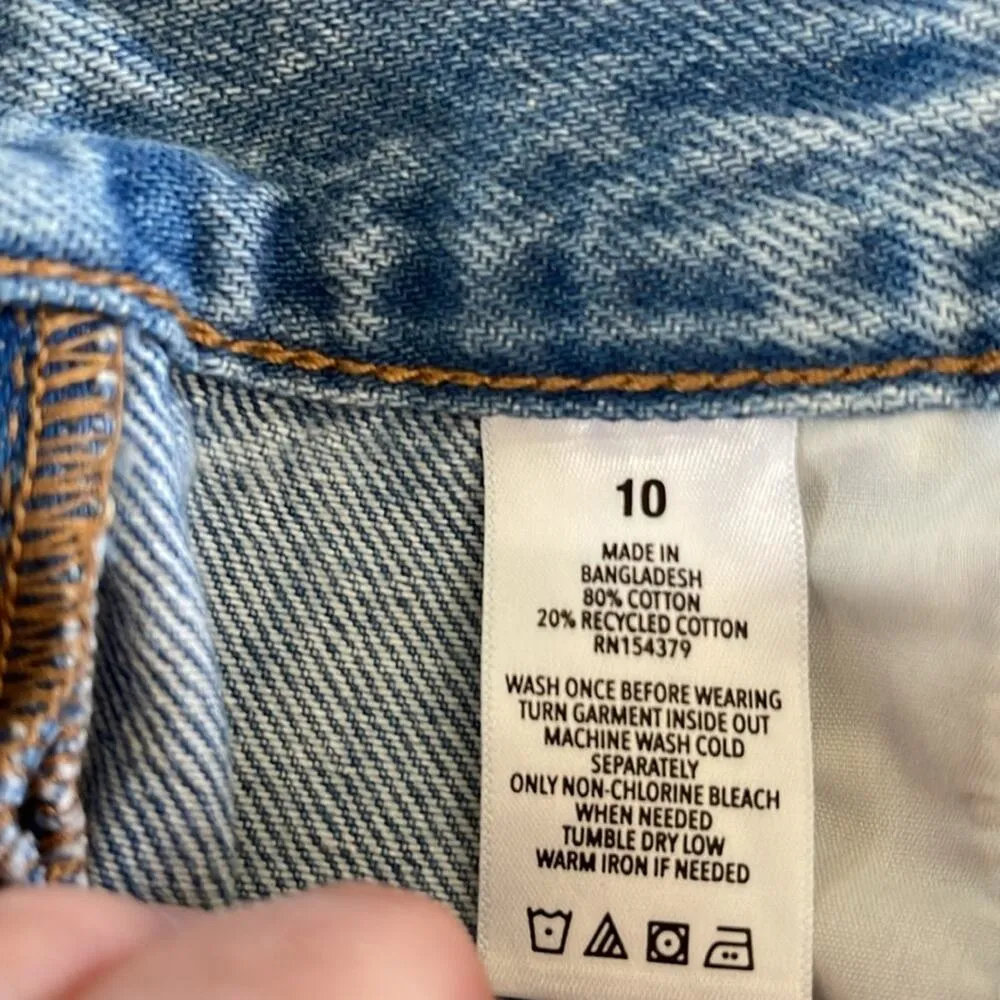 10
MADE IN
BANGLADESH
80% COTTON
20% RECYCLED COTTON
RN154379
WASH ONCE BEFORE WEARING
TURN GARMENT INSIDE OUT
MACHINE WASH COLD
SEPARATELY
ONLY NON-CHLORINE BLEACH
WHEN NEEDED
TUMBLE DRY LOW
WARM IRON IF NEEDED